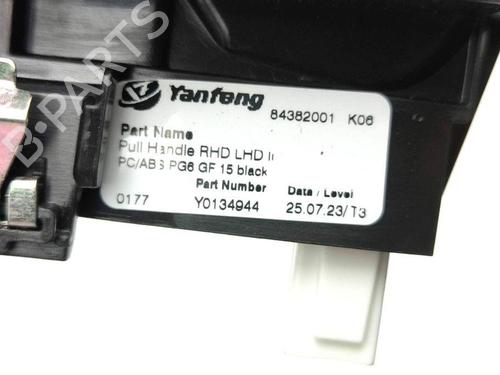 Yanfeng
84382001 K06
Part Name
Pull Handle RHD LHD
PC/ABS PG6 GF 15 black
Part Number Data / Level
0177 Y0134944 25.07.23/T3
B-PARTS